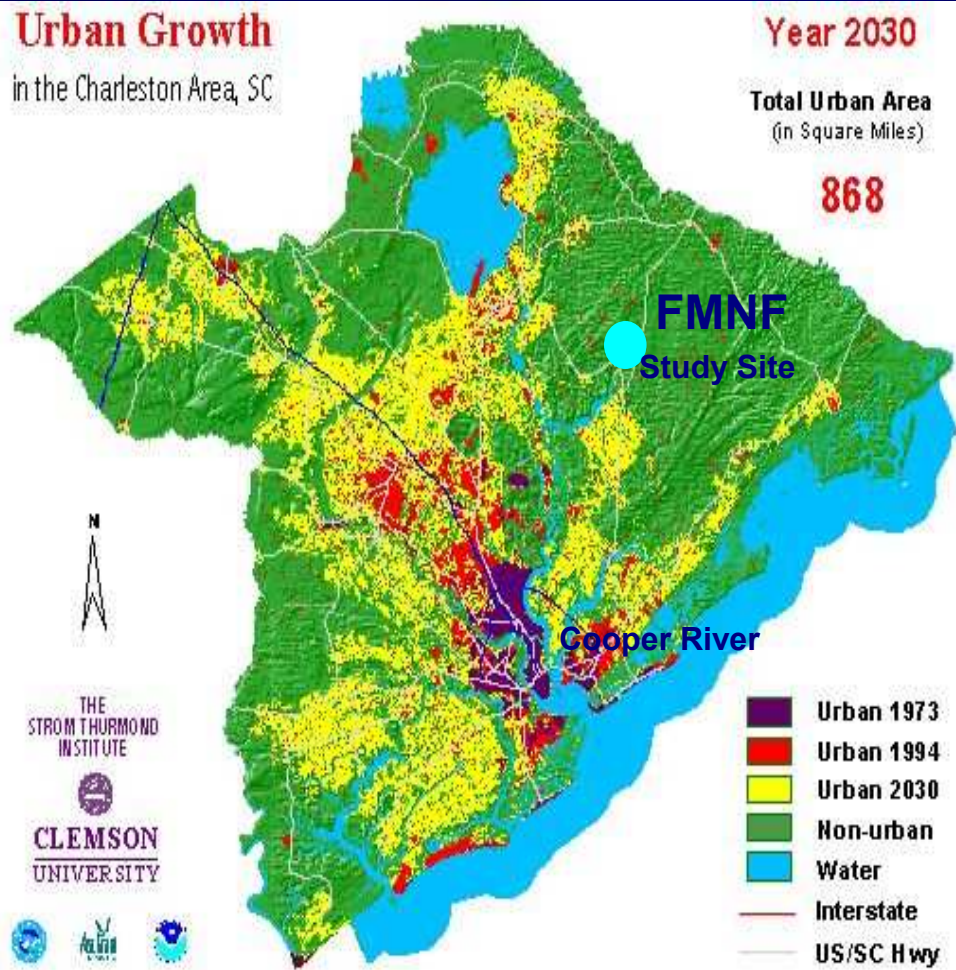 Urban Growth
in the Charleston Area, SC
Year 2030
Total Urban Area
(in Square Miles)
868
FMNF
Study Site
Cooper River
N
THE
STROM THURMOND
INSTITUTE
CLEMSON
UNIVERSITY
Urban 1973
Urban 1994
Urban 2030
Non-urban
Water
Interstate
US/SC Hwy